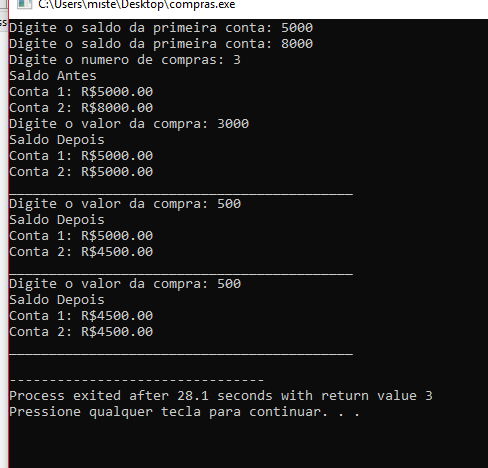 C:\Users\miste\Desktop\compras.exe
Digite o saldo da primeira conta: 5000
Digite o saldo da primeira conta: 8000
Digite o numero de compras: 3
Saldo Antes
Conta 1: R$5000.00
Conta 2: R$8000.00
Digite o valor da compra: 3000
Saldo Depois
Conta 1: R$5000.00
Conta 2: R$5000.00
___________________________________________
Digite o valor da compra: 500
Saldo Depois
Conta 1: R$5000.00
Conta 2: R$4500.00
___________________________________________
Digite o valor da compra: 500
Saldo Depois
Conta 1: R$4500.00
Conta 2: R$4500.00
___________________________________________
--------------------------------
Process exited after 28.1 seconds with return value 3
Pressione qualquer tecla para continuar. . .